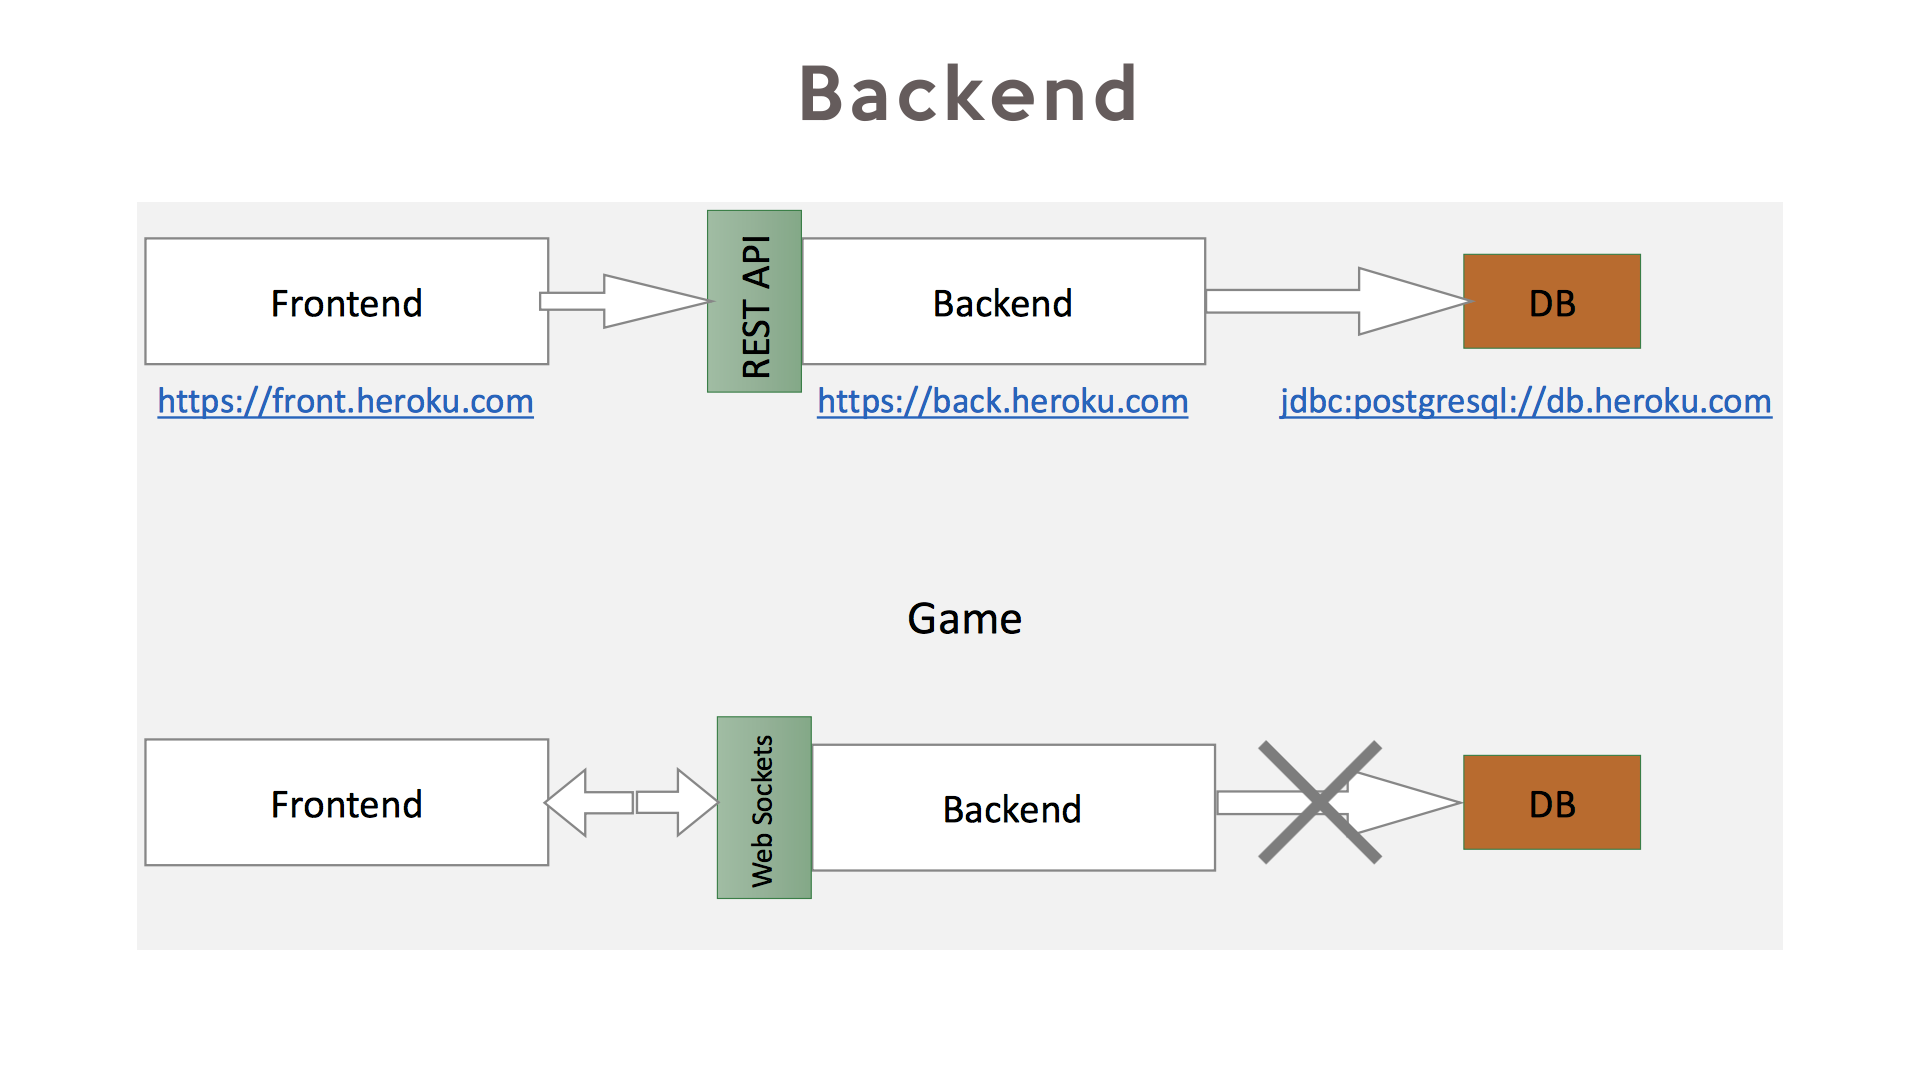 Backend
Frontend
REST API
Backend
DB
https://front.heroku.com
https://back.heroku.com
jdbc:postgresql://db.heroku.com
Game
Frontend
Web Sockets
Backend
DB